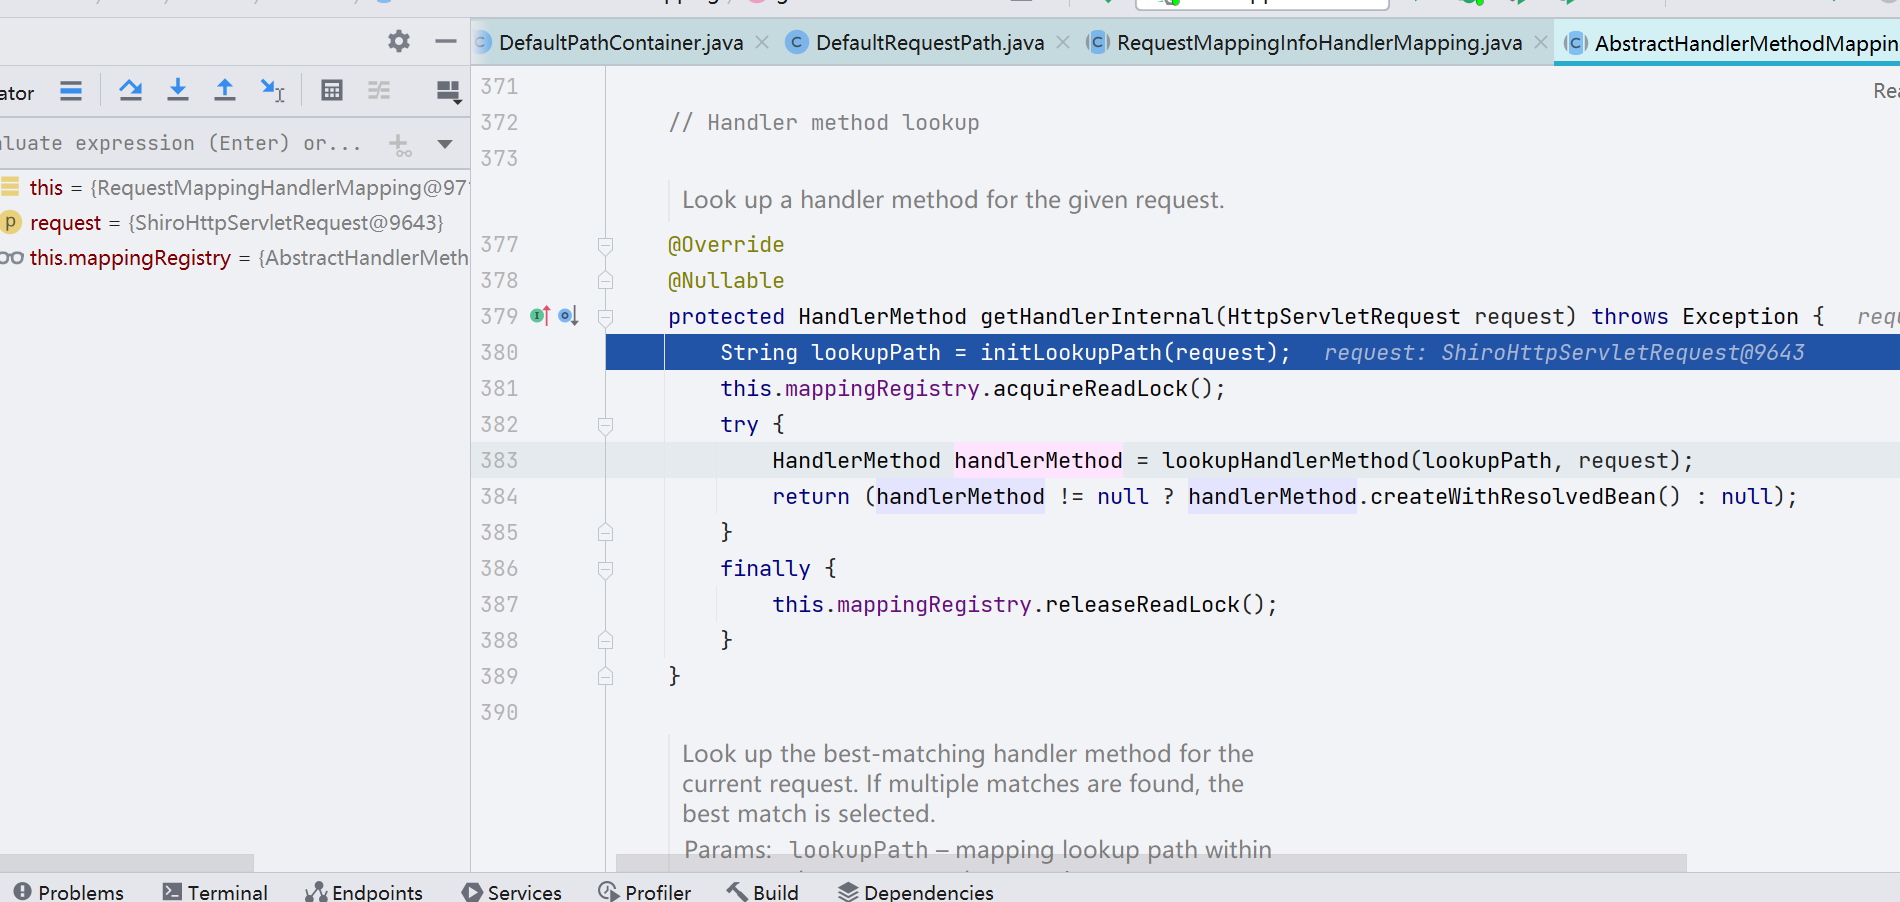 DefaultPathContainer.java
DefaultRequestPath.java
RequestMappingInfoHandlerMapping.java
AbstractHandlerMethodMappin
ator
luate expression (Enter) or...
this = {RequestMappingHandlerMapping@97
request = {ShiroHttpServletRequest@9643}
this.mappingRegistry = {AbstractHandlerMeth
Rea
371
372 // Handler method lookup
373
Look up a handler method for the given request.
377 @Override
378 @Nullable
379 protected HandlerMethod getHandlerInternal(HttpServletRequest request) throws Exception { requ
380 String lookupPath = initLookupPath(request); request: ShiroHttpServletRequest@9643
381 this.mappingRegistry.acquireReadLock();
382 try {
383 HandlerMethod handlerMethod = lookupHandlerMethod(lookupPath, request);
384 return (handlerMethod != null ? handlerMethod.createWithResolvedBean() : null);
385 }
386 finally {
387 this.mappingRegistry.releaseReadLock();
388 }
389 }
390
Look up the best-matching handler method for the
current request. If multiple matches are found, the
best match is selected.
Params: lookupPath – mapping lookup path within
Problems
Terminal
Endpoints
Services
Profiler
Build
Dependencies